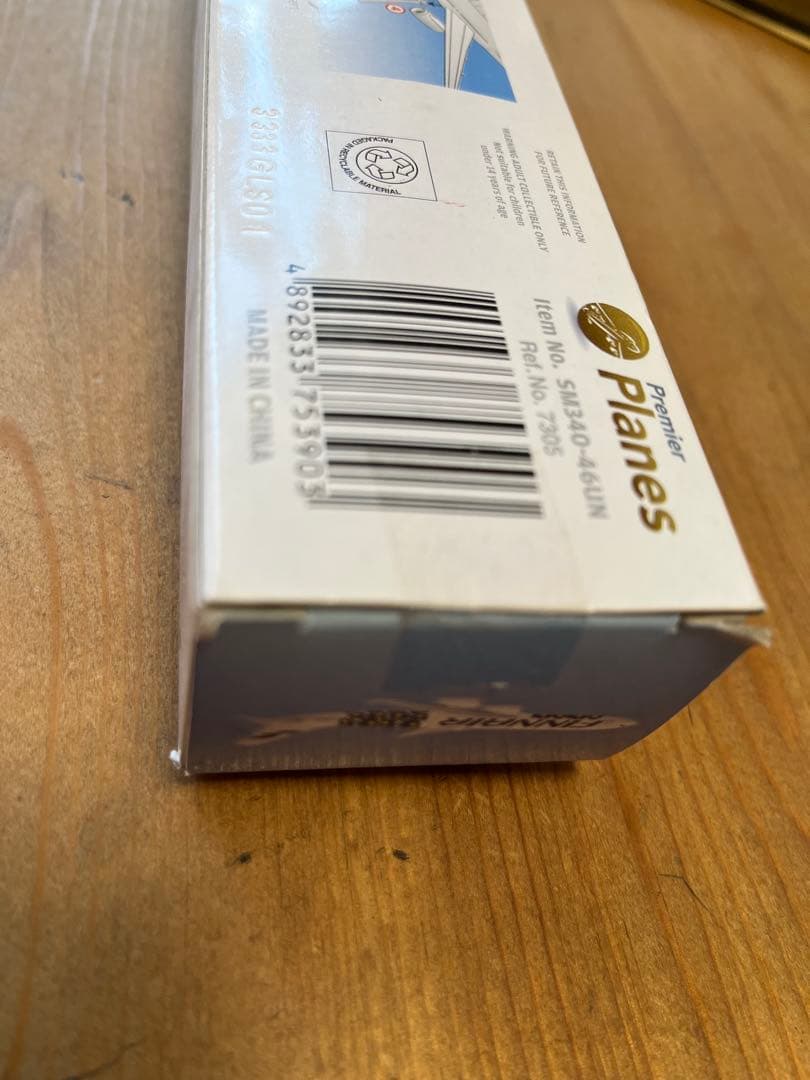 Premier
Planes
Item No. SM340-46UN
Ref. No. 7305
RETAIN THIS INFORMATION
FOR FUTURE REFERENCE
WARNING ADULT COLLECTIBLE ONLY
Not suitable for children
under 14 years of age
PACKAGED IN RECYCLABLE MATERIAL
4 892833 753903
MADE IN CHINA
3333GLS01
FINNAIR